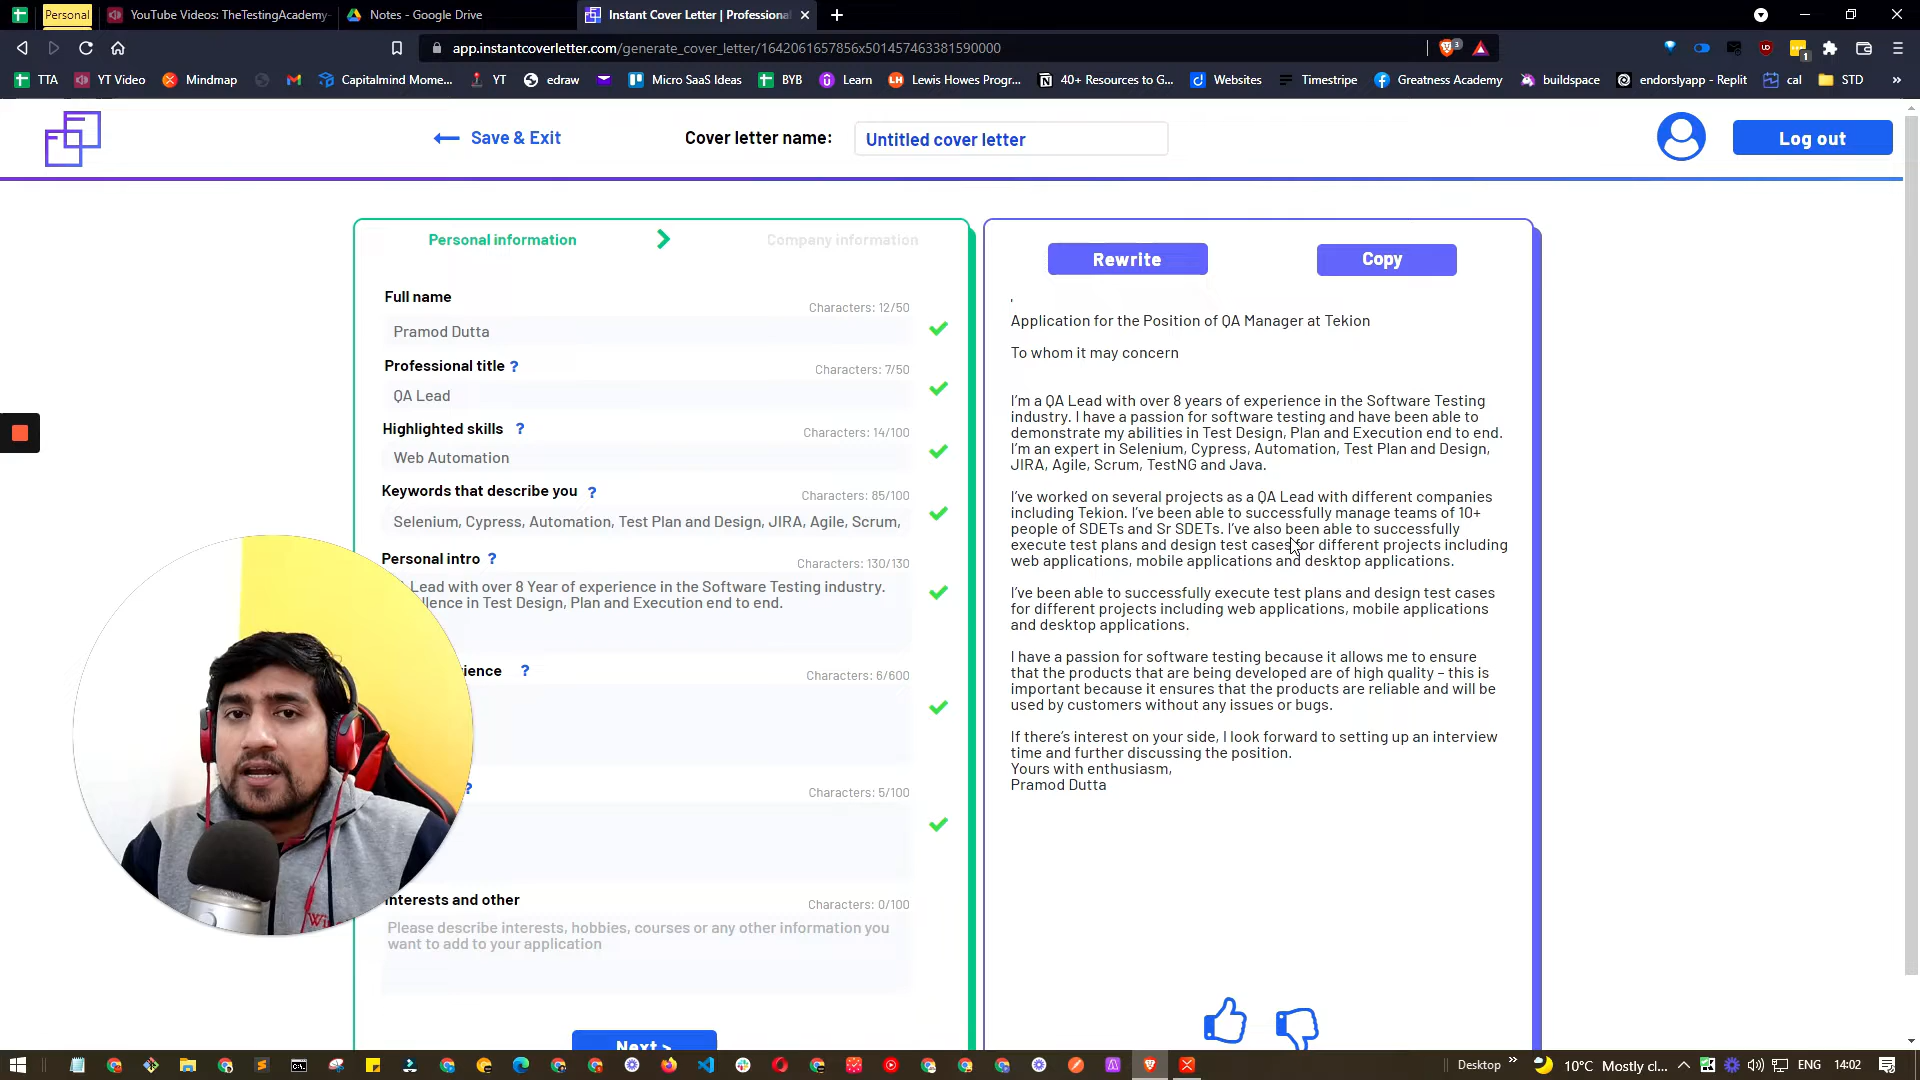 Personal
YouTube Videos: TheTestingAcademy
Notes - Google Drive
Instant Cover Letter | Professional
app.instantcoverletter.com/generate_cover_letter/1642061657856x501457463381590000
TTA
YT Video
Mindmap
Capitalmind Mome...
YT
edraw
Micro SaaS Ideas
BYB
Learn
Lewis Howes Progr...
40+ Resources to G...
Websites
Timestripe
Greatness Academy
buildspace
endorslyapp - Replit
cal
STD
Save & Exit
Cover letter name:
Untitled cover letter
Log out
Personal information
Company information
Full name
Characters: 12/50
Pramod Dutta
Professional title ?
Characters: 7/50
QA Lead
Highlighted skills ?
Characters: 14/100
Web Automation
Keywords that describe you ?
Characters: 85/100
Selenium, Cypress, Automation, Test Plan and Design, JIRA, Agile, Scrum,
Personal intro ?
Characters: 130/130
Lead with over 8 Year of experience in the Software Testing industry.
llence in Test Design, Plan and Execution end to end.
ience ?
Characters: 6/600
?
Characters: 5/100
Interests and other
Characters: 0/100
Please describe interests, hobbies, courses or any other information you
want to add to your application
Next >
Rewrite
Copy
,
Application for the Position of QA Manager at Tekion
To whom it may concern
I'm a QA Lead with over 8 years of experience in the Software Testing
industry. I have a passion for software testing and have been able to
demonstrate my abilities in Test Design, Plan and Execution end to end.
I'm an expert in Selenium, Cypress, Automation, Test Plan and Design,
JIRA, Agile, Scrum, TestNG and Java.
I've worked on several projects as a QA Lead with different companies
including Tekion. I've been able to successfully manage teams of 10+
people of SDETs and Sr SDETs. I've also been able to successfully
execute test plans and design test cases for different projects including
web applications, mobile applications and desktop applications.
I've been able to successfully execute test plans and design test cases
for different projects including web applications, mobile applications
and desktop applications.
I have a passion for software testing because it allows me to ensure
that the products that are being developed are of high quality – this is
important because it ensures that the products are reliable and will be
used by customers without any issues or bugs.
If there's interest on your side, I look forward to setting up an interview
time and further discussing the position.
Yours with enthusiasm,
Pramod Dutta
Desktop
10°C Mostly cl...
ENG
14:02